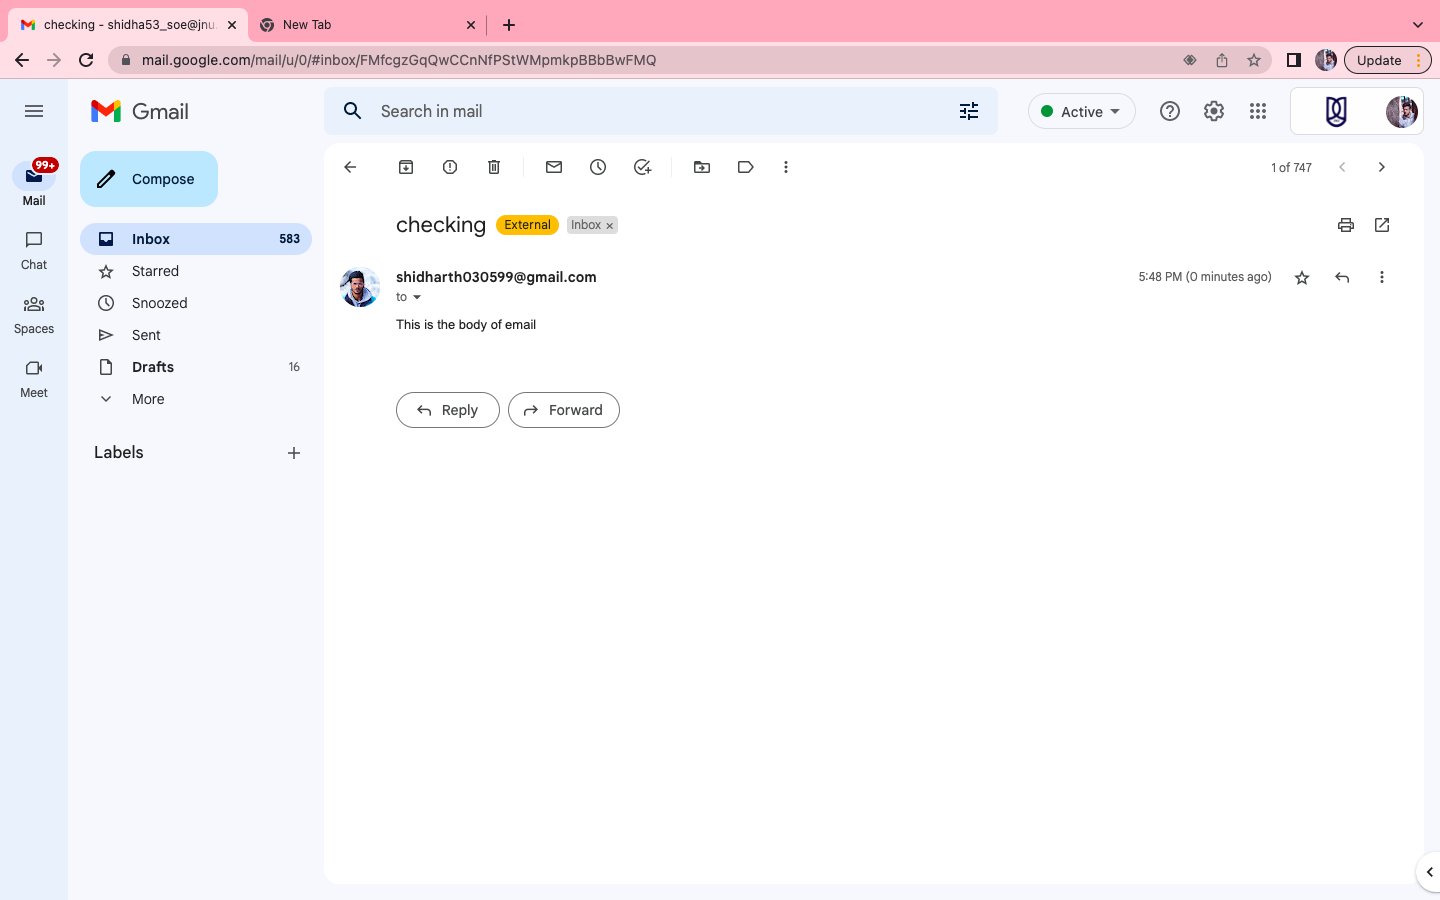 checking - shidha53_soe@jnu.
New Tab
mail.google.com/mail/u/0/#inbox/FMfcgzGqQwCCnNfPStWMpmkpBBbBwFMQ
Update
Gmail
Search in mail
Active
99+
Mail
Chat
Spaces
Meet
Compose
Inbox 583
Starred
Snoozed
Sent
Drafts 16
More
Labels
1 of 747
checking External Inbox ×
shidharth030599@gmail.com
5:48 PM (0 minutes ago)
to
This is the body of email
Reply
Forward